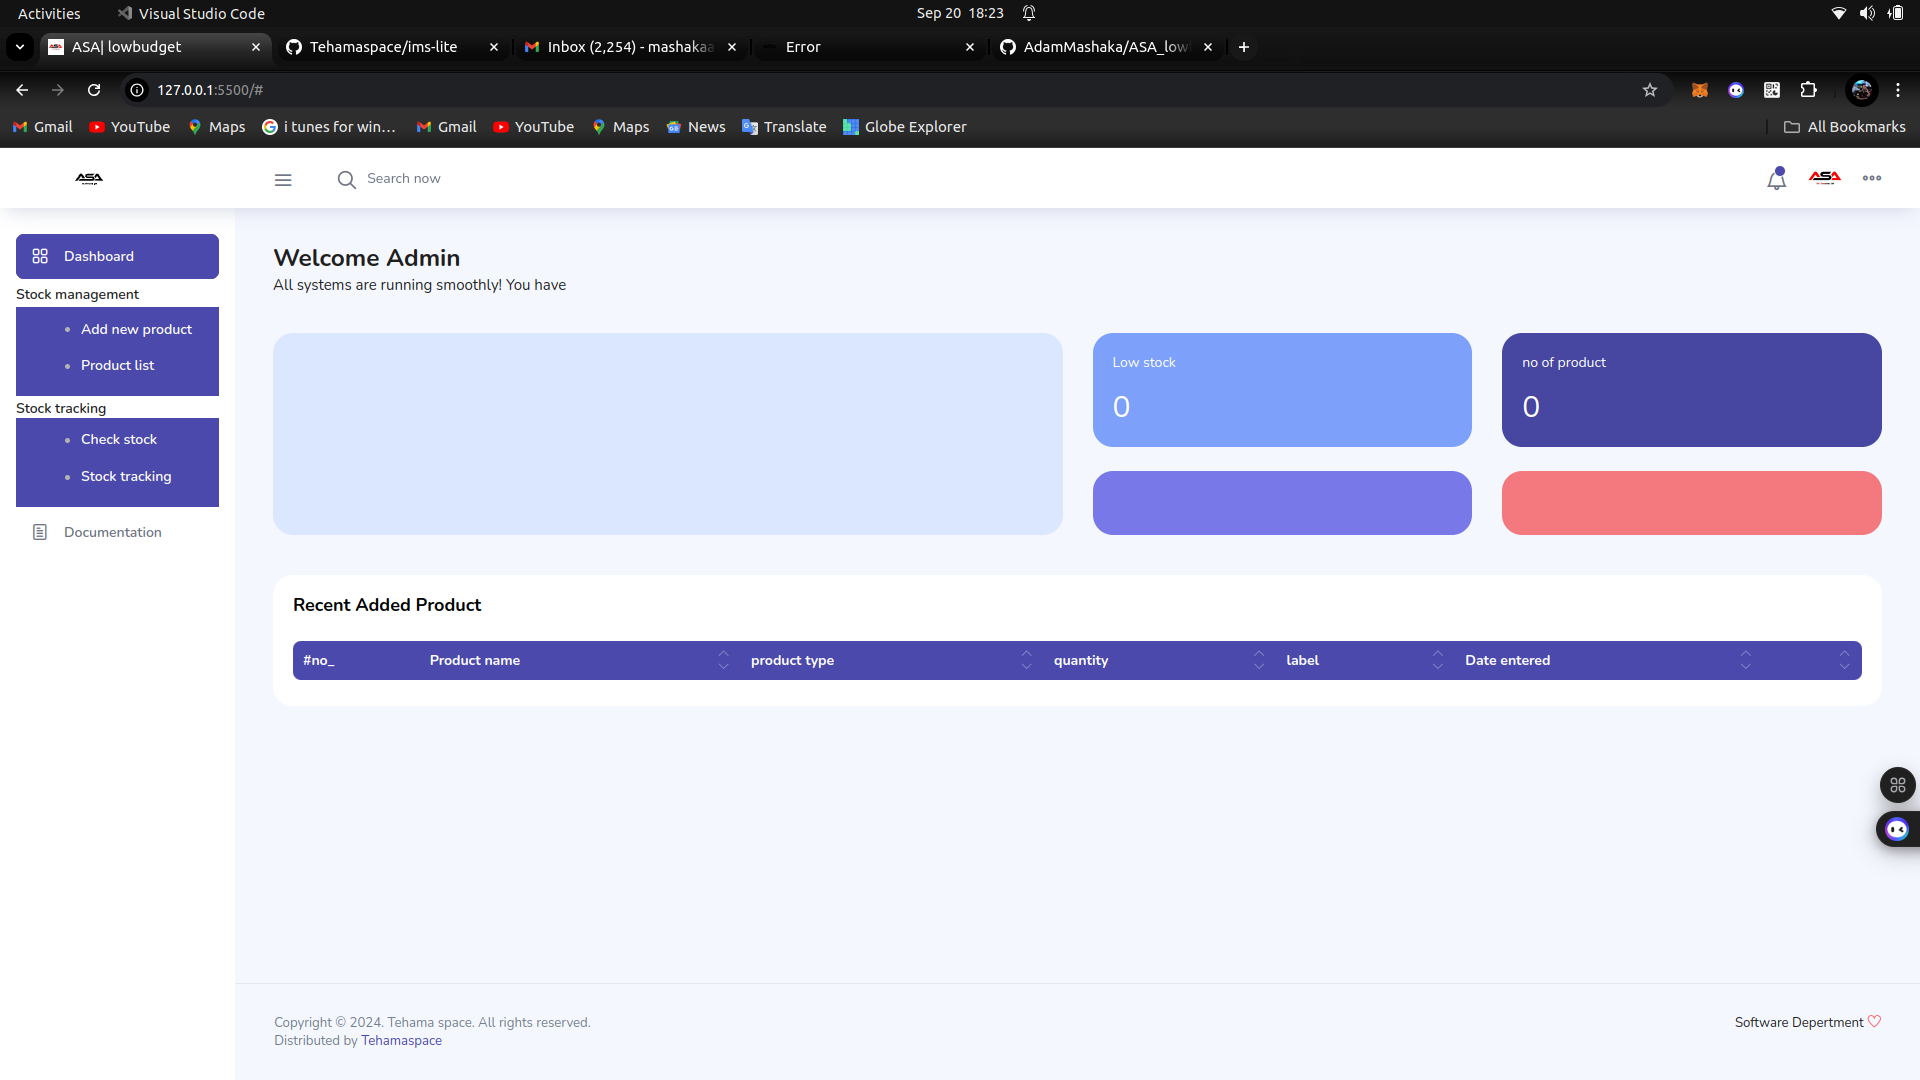 Activities
Visual Studio Code
Sep 20 18:23
ASA| lowbudget
Tehamaspace/ims-lite
Inbox (2,254) - mashakaa
Error
AdamMashaka/ASA_low
127.0.0.1:5500/#
Gmail
YouTube
Maps
i tunes for win...
Gmail
YouTube
Maps
News
Translate
Globe Explorer
All Bookmarks
ASA
Search now
ASA
Dashboard
Stock management
Add new product
Product list
Stock tracking
Check stock
Stock tracking
Documentation
Welcome Admin
All systems are running smoothly! You have
Low stock
0
no of product
0
Recent Added Product
#no_ Product name product type quantity label Date entered
Copyright © 2024. Tehama space. All rights reserved.
Distributed by Tehamaspace
Software Depertment ♡